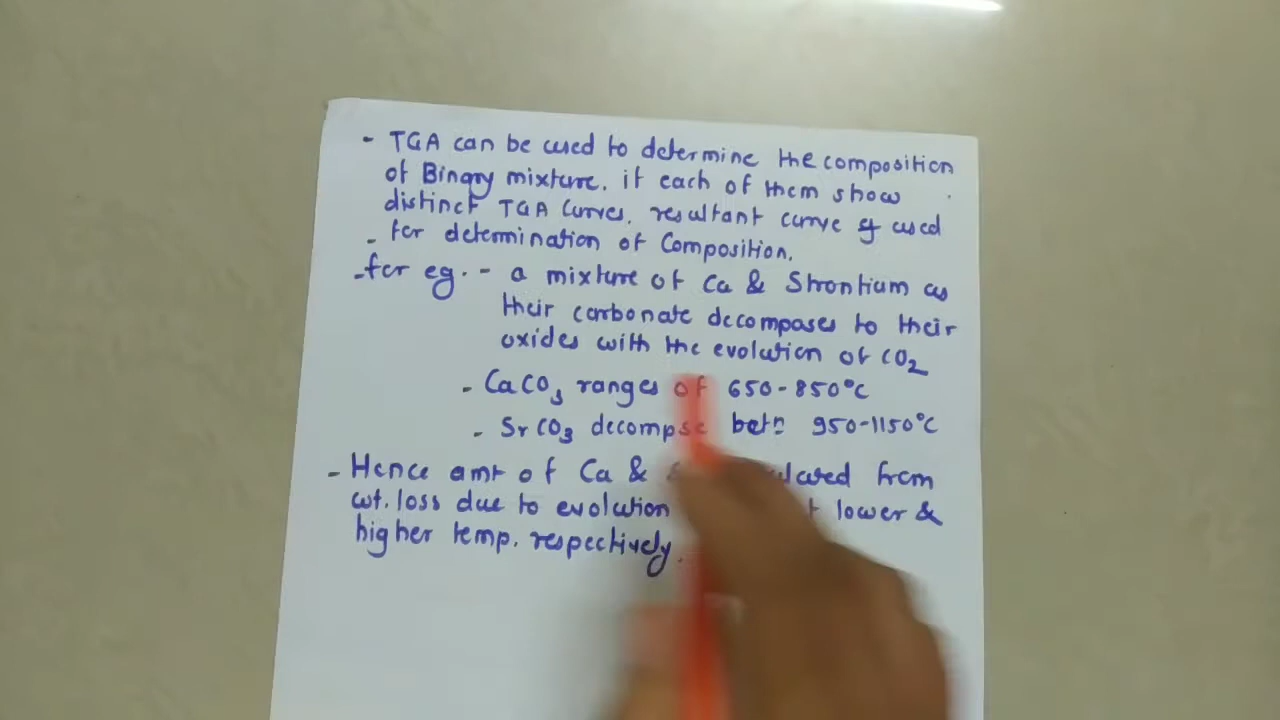 - TGA can be used to determine the composition
of Binary mixture. if each of them show
distinct TGA Curves, resultant curve used
- for determination of Composition.
- for eg. - a mixture of Ca & Strontium as
their carbonate decomposes to their
oxides with the evolution of CO2
- CaCO3 ranges of 650-850°C
- SrCO3 decompse betn 950-1150°C
- Hence amt of Ca & from
wt. loss due to evolution lower &
higher temp. respectively.